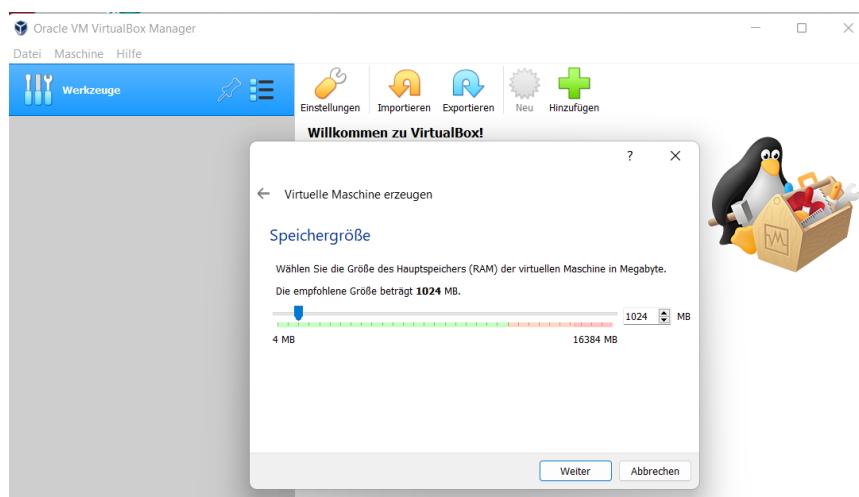 Oracle VM VirtualBox Manager
Datei Maschine Hilfe
Werkzeuge
Einstellungen Importieren Exportieren Neu Hinzufügen
Willkommen zu VirtualBox!
?
Virtuelle Maschine erzeugen
Speichergröße
Wählen Sie die Größe des Hauptspeichers (RAM) der virtuellen Maschine in Megabyte.
Die empfohlene Größe beträgt 1024 MB.
1024 MB
4 MB 16384 MB
Weiter Abbrechen